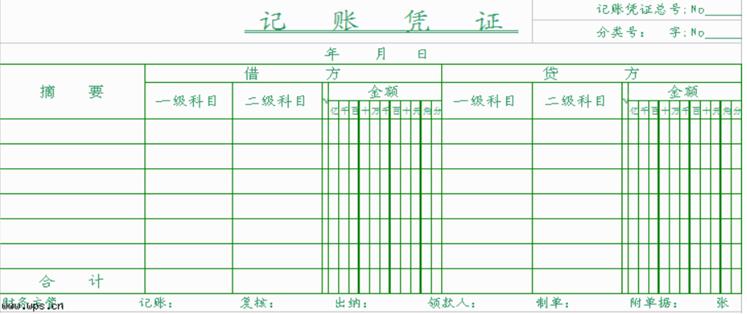 记账凭证
记账凭证总号：No
分类号： 字：No
年 月 日
摘要
借方
贷方
一级科目
二级科目
√
金额
亿千百十万千百十元角分
一级科目
二级科目
√
金额
亿千百十万千百十元角分
合计
财务主管
记账： 复核： 出纳： 领款人： 制单： 附单据： 张
www.wps.cn